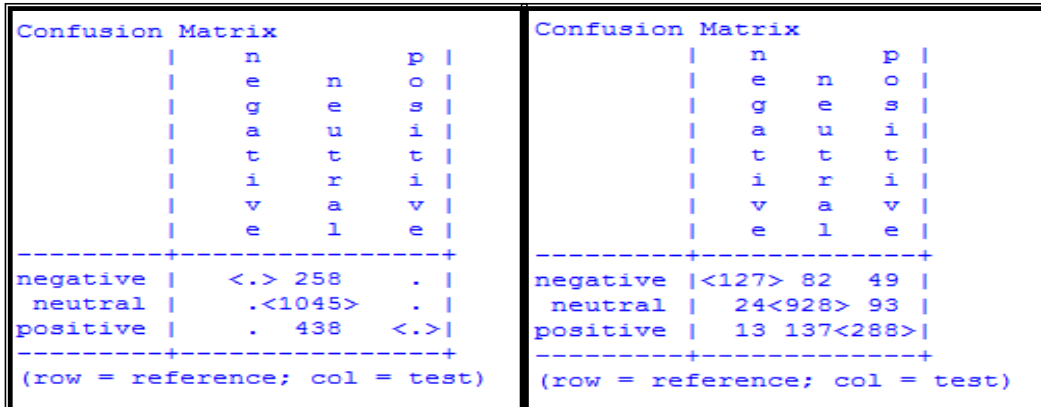 Confusion Matrix
| n p |
| e n o |
| g e s |
| a u i |
| t t t |
| i r i |
| v a v |
| e l e |
---------+----------------+
negative | <.> 258 . |
neutral | .<1045> . |
positive | . 438 <.>|
---------+----------------+
(row = reference; col = test)
Confusion Matrix
| n p |
| e n o |
| g e s |
| a u i |
| t t t |
| i r i |
| v a v |
| e l e |
---------+-------------+
negative |<127> 82 49 |
neutral | 24<928> 93 |
positive | 13 137<288>|
---------+-------------+
(row = reference; col = test)